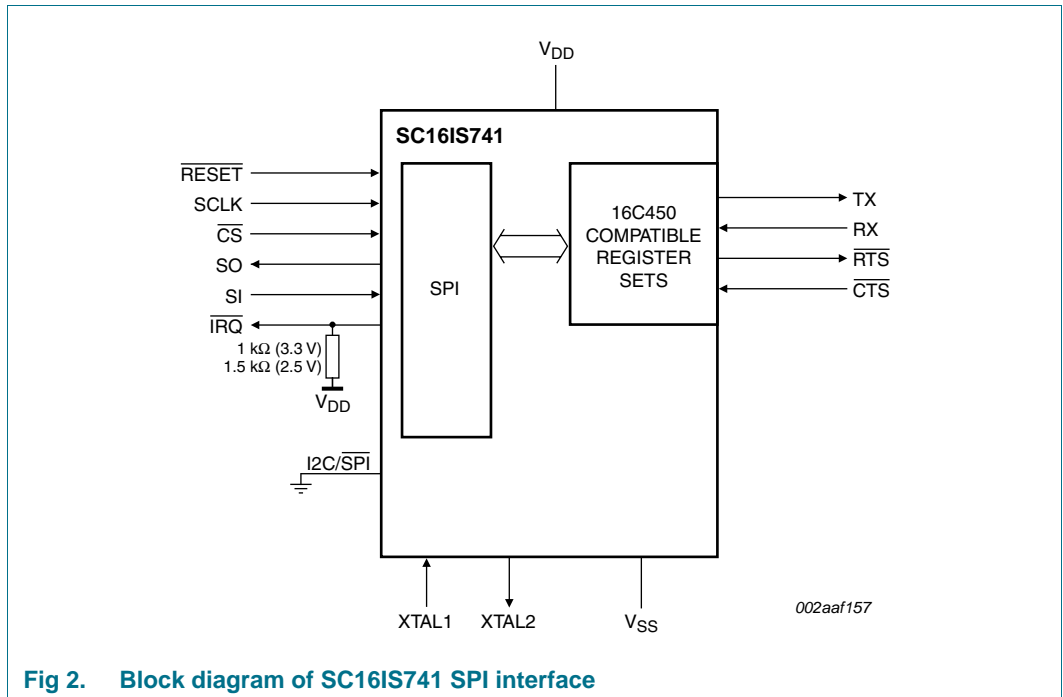 VDD
SC16IS741
RESET
SCLK
CS
SO
SI
IRQ
1 kΩ (3.3 V)
1.5 kΩ (2.5 V)
VDD
I2C/SPI
SPI
16C450
COMPATIBLE
REGISTER
SETS
TX
RX
RTS
CTS
XTAL1
XTAL2
VSS
002aaf157
Fig 2. Block diagram of SC16IS741 SPI interface